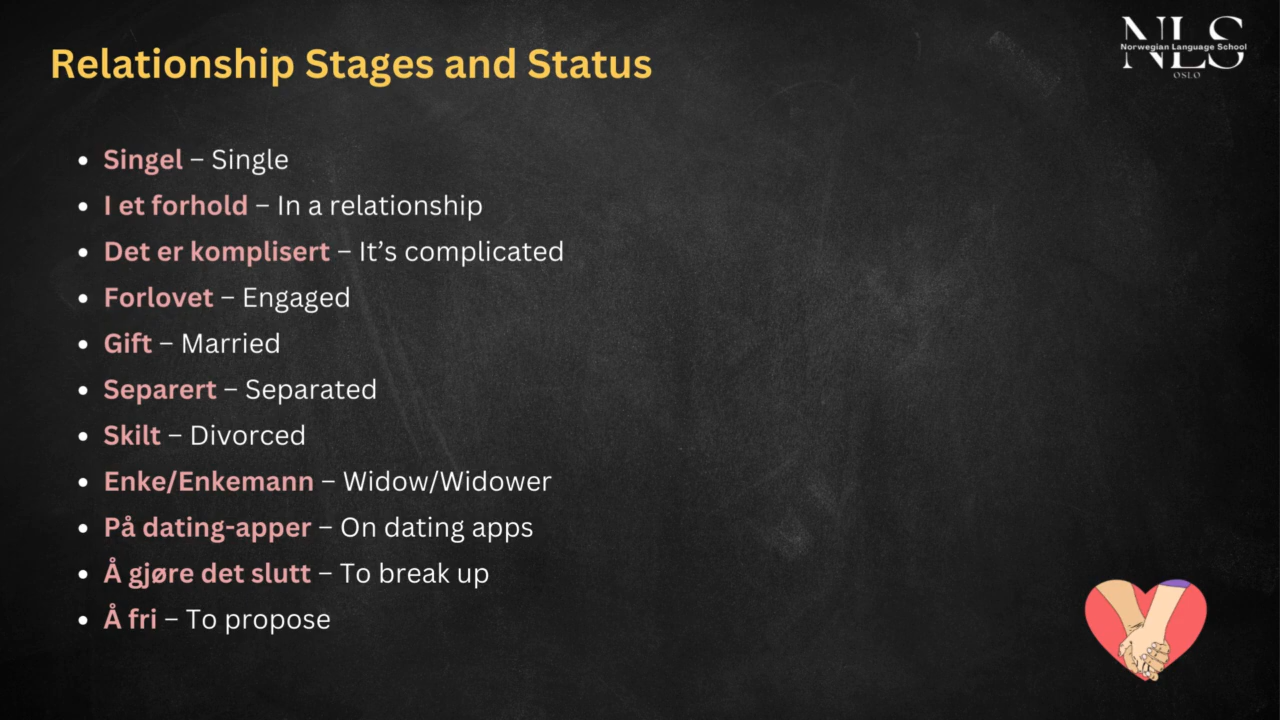 Relationship Stages and Status
NLS
Norwegian Language School
OSLO
Singel – Single
I et forhold – In a relationship
Det er komplisert – It’s complicated
Forlovet – Engaged
Gift – Married
Separert – Separated
Skilt – Divorced
Enke/Enkemann – Widow/Widower
På dating-apper – On dating apps
Å gjøre det slutt – To break up
Å fri – To propose